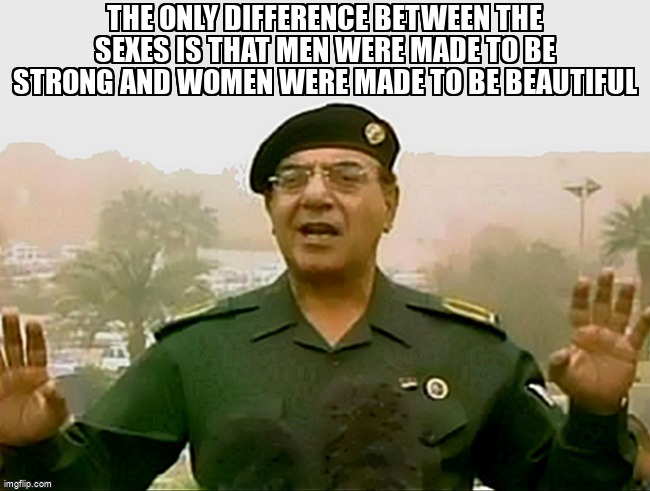 THE ONLY DIFFERENCE BETWEEN THE
SEXES IS THAT MEN WERE MADE TO BE
STRONG AND WOMEN WERE MADE TO BE BEAUTIFUL
imgflip.com